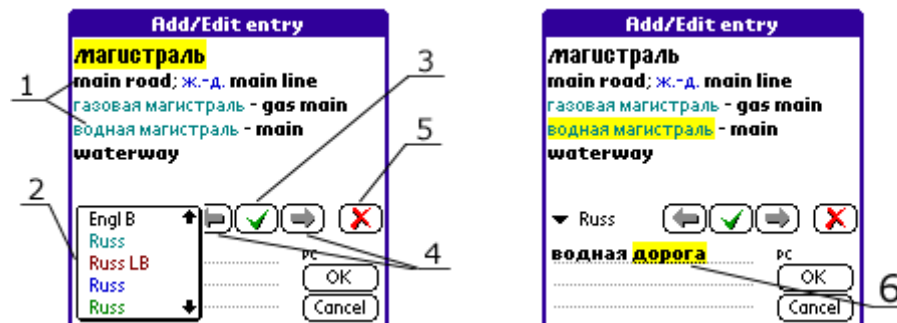 Add/Edit entry
магистраль
main road; ж.-д. main line
газовая магистраль - gas main
водная магистраль - main
waterway
1
2
3
4
5
Engl B
Russ
Russ LB
Russ
Russ
PC
OK
Cancel
Add/Edit entry
магистраль
main road; ж.-д. main line
газовая магистраль - gas main
водная магистраль - main
waterway
Russ
водная дорога
PC
OK
Cancel
6